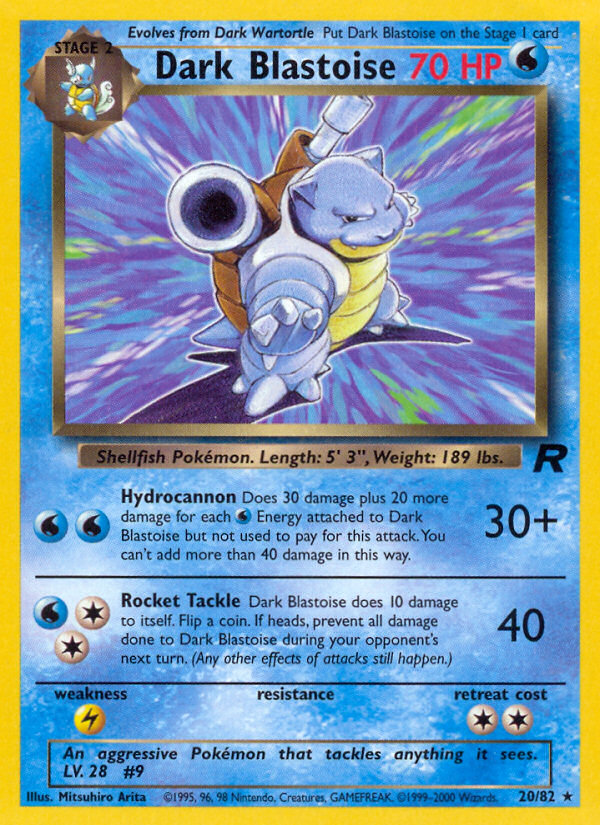 Evolves from Dark Wartortle Put Dark Blastoise on the Stage 1 card
STAGE 2
Dark Blastoise 70 HP
Shellfish Pokémon. Length: 5' 3", Weight: 189 lbs.
R
Hydrocannon Does 30 damage plus 20 more
damage for each Energy attached to Dark
Blastoise but not used to pay for this attack. You
can't add more than 40 damage in this way.
30+
Rocket Tackle Dark Blastoise does 10 damage
to itself. Flip a coin. If heads, prevent all damage
done to Dark Blastoise during your opponent's
next turn. (Any other effects of attacks still happen.)
40
weakness resistance retreat cost
An aggressive Pokémon that tackles anything it sees.
LV. 28 #9
Illus. Mitsuhiro Arita ©1995, 96, 98 Nintendo, Creatures, GAMEFREAK. ©1999-2000 Wizards. 20/82 ★